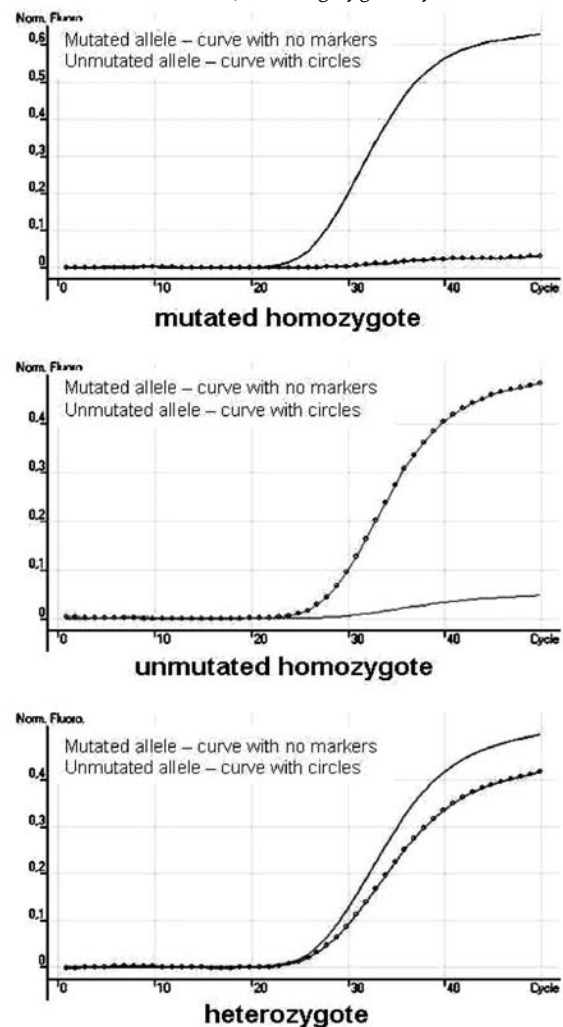 Norm. Fluoro.
Mutated allele – curve with no markers
Unmutated allele – curve with circles
0.6
0.5
0.4
0.3
0.2
0.1
0
0 10 20 30 40 Cycle
mutated homozygote
Norm. Fluoro.
Mutated allele – curve with no markers
Unmutated allele – curve with circles
0.4
0.3
0.2
0.1
0
0 10 20 30 40 Cycle
unmutated homozygote
Norm. Fluoro.
Mutated allele – curve with no markers
Unmutated allele – curve with circles
0.4
0.3
0.2
0.1
0
0 10 20 30 40 Cycle
heterozygote